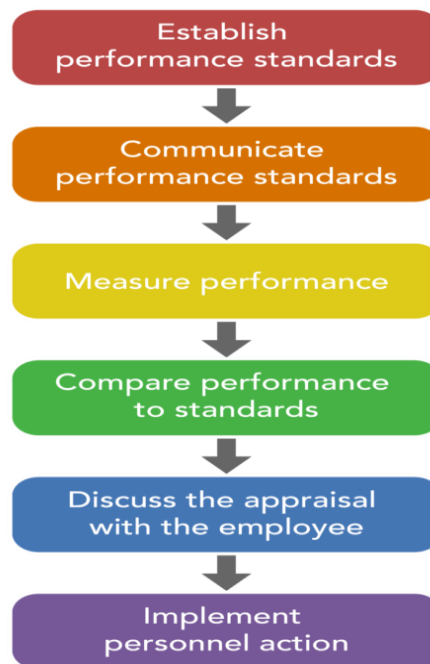 Establish
performance standards
Communicate
performance standards
Measure performance
Compare performance
to standards
Discuss the appraisal
with the employee
Implement
personnel action